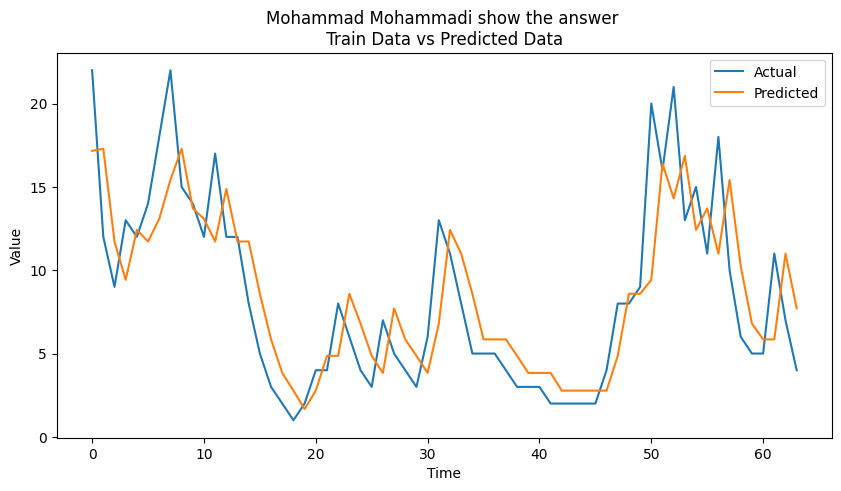 Mohammad Mohammadi show the answer
Train Data vs Predicted Data
Actual
Predicted
Value
20
15
10
5
0
0 10 20 30 40 50 60
Time